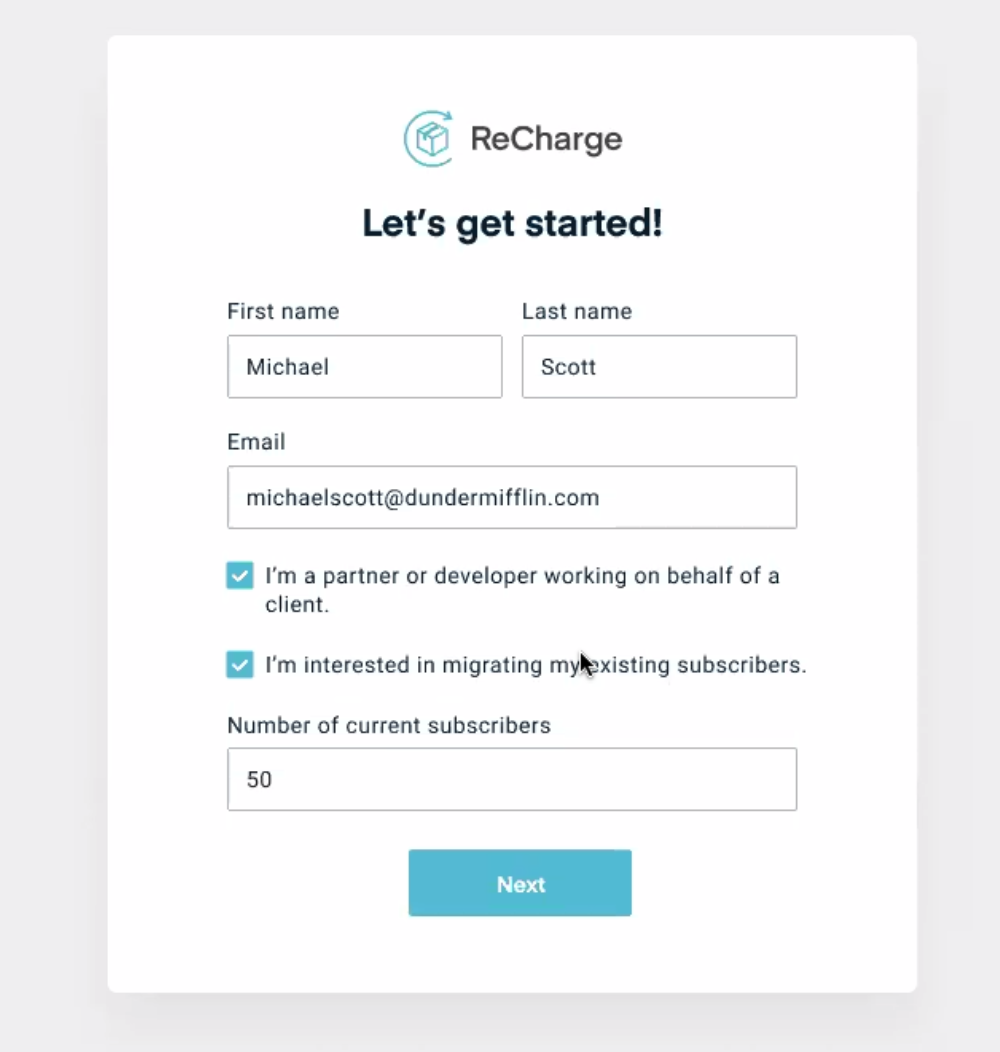 ReCharge
Let's get started!
First name
Last name
Michael
Scott
Email
michaelscott@dundermifflin.com
I'm a partner or developer working on behalf of a
client.
I'm interested in migrating my existing subscribers.
Number of current subscribers
50
Next